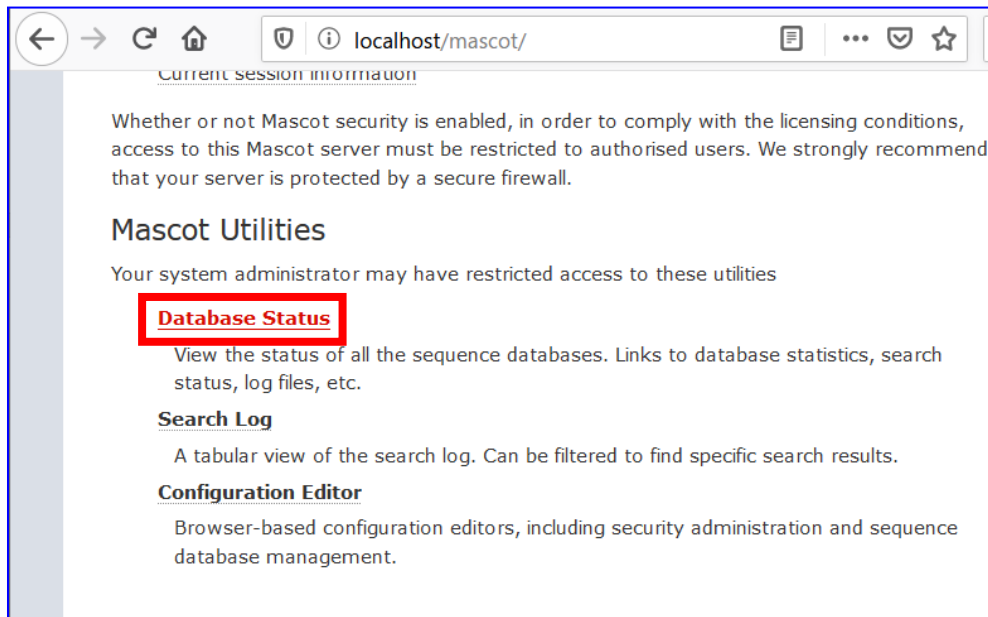 localhost/mascot/
Current session information
Whether or not Mascot security is enabled, in order to comply with the licensing conditions,
access to this Mascot server must be restricted to authorised users. We strongly recommend
that your server is protected by a secure firewall.
Mascot Utilities
Your system administrator may have restricted access to these utilities
Database Status
View the status of all the sequence databases. Links to database statistics, search
status, log files, etc.
Search Log
A tabular view of the search log. Can be filtered to find specific search results.
Configuration Editor
Browser-based configuration editors, including security administration and sequence
database management.